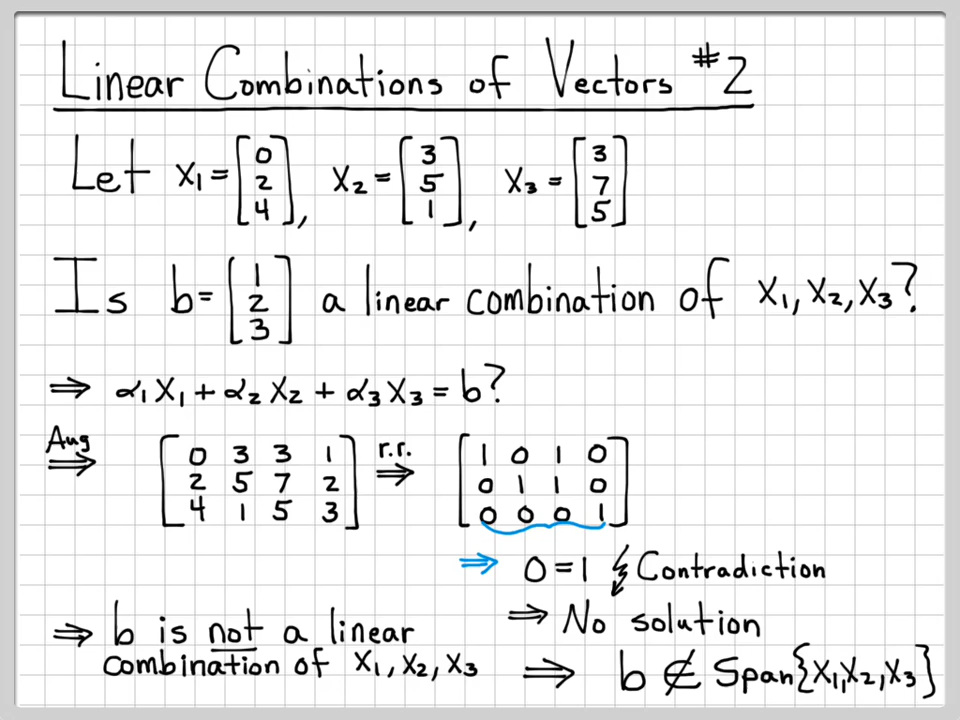 Linear Combinations of Vectors #2
Let x₁ = [0 2 4], x₂ = [3 5 1], x₃ = [3 7 5]
Is b = [1 2 3] a linear combination of x₁, x₂, x₃?
⇒ α₁x₁ + α₂x₂ + α₃x₃ = b?
Aug ⇒ [0 3 3 1 r.r. ⇒ [1 0 1 0
2 5 7 2 0 1 1 0
4 1 5 3] 0 0 0 1]
⇒ 0 = 1 ↯ Contradiction
⇒ No solution
⇒ b is not a linear
combination of x₁, x₂, x₃
⇒ b ∉ Span{x₁, x₂, x₃}